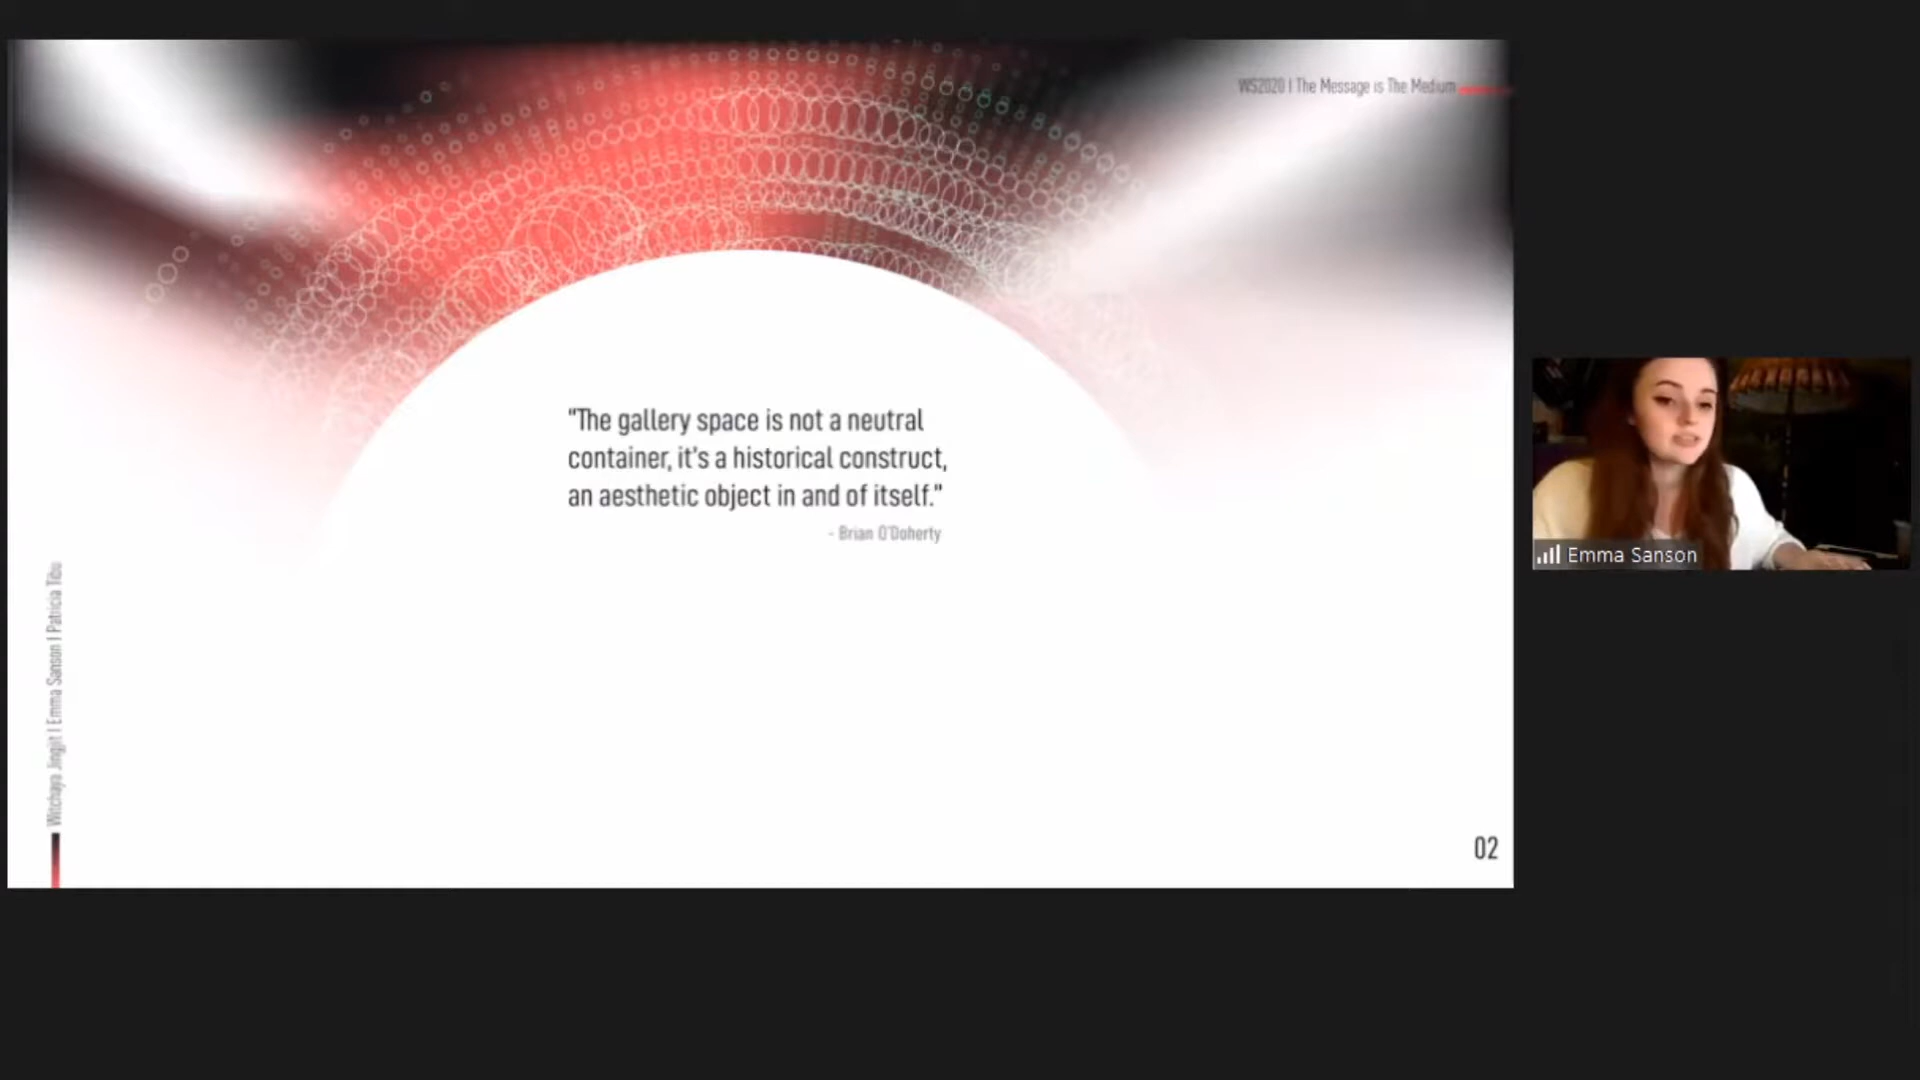 WS2020 | The Message is The Medium
"The gallery space is not a neutral
container, it's a historical construct,
an aesthetic object in and of itself."
- Brian O'Doherty
Emma Sanson
Witchaya Jingjit | Emma Sanson | Patricia Tibu
02